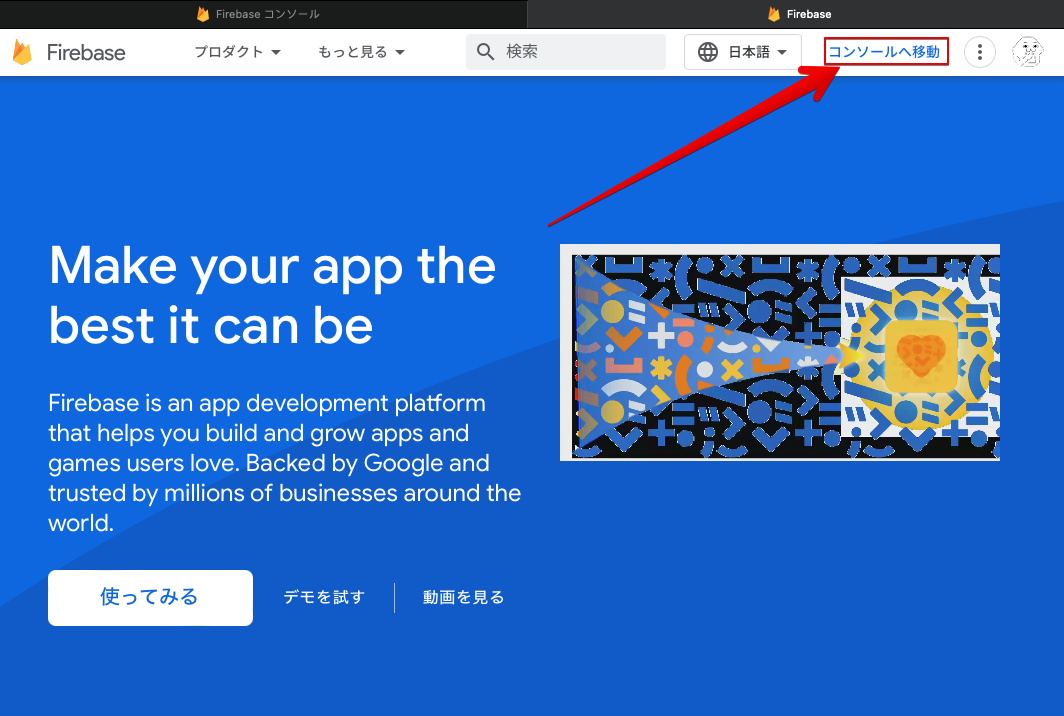 Firebase コンソール
Firebase
Firebase
プロダクト
もっと見る
検索
日本語
コンソールへ移動
Make your app the
best it can be
Firebase is an app development platform
that helps you build and grow apps and
games users love. Backed by Google and
trusted by millions of businesses around the
world.
使ってみる
デモを試す
動画を見る